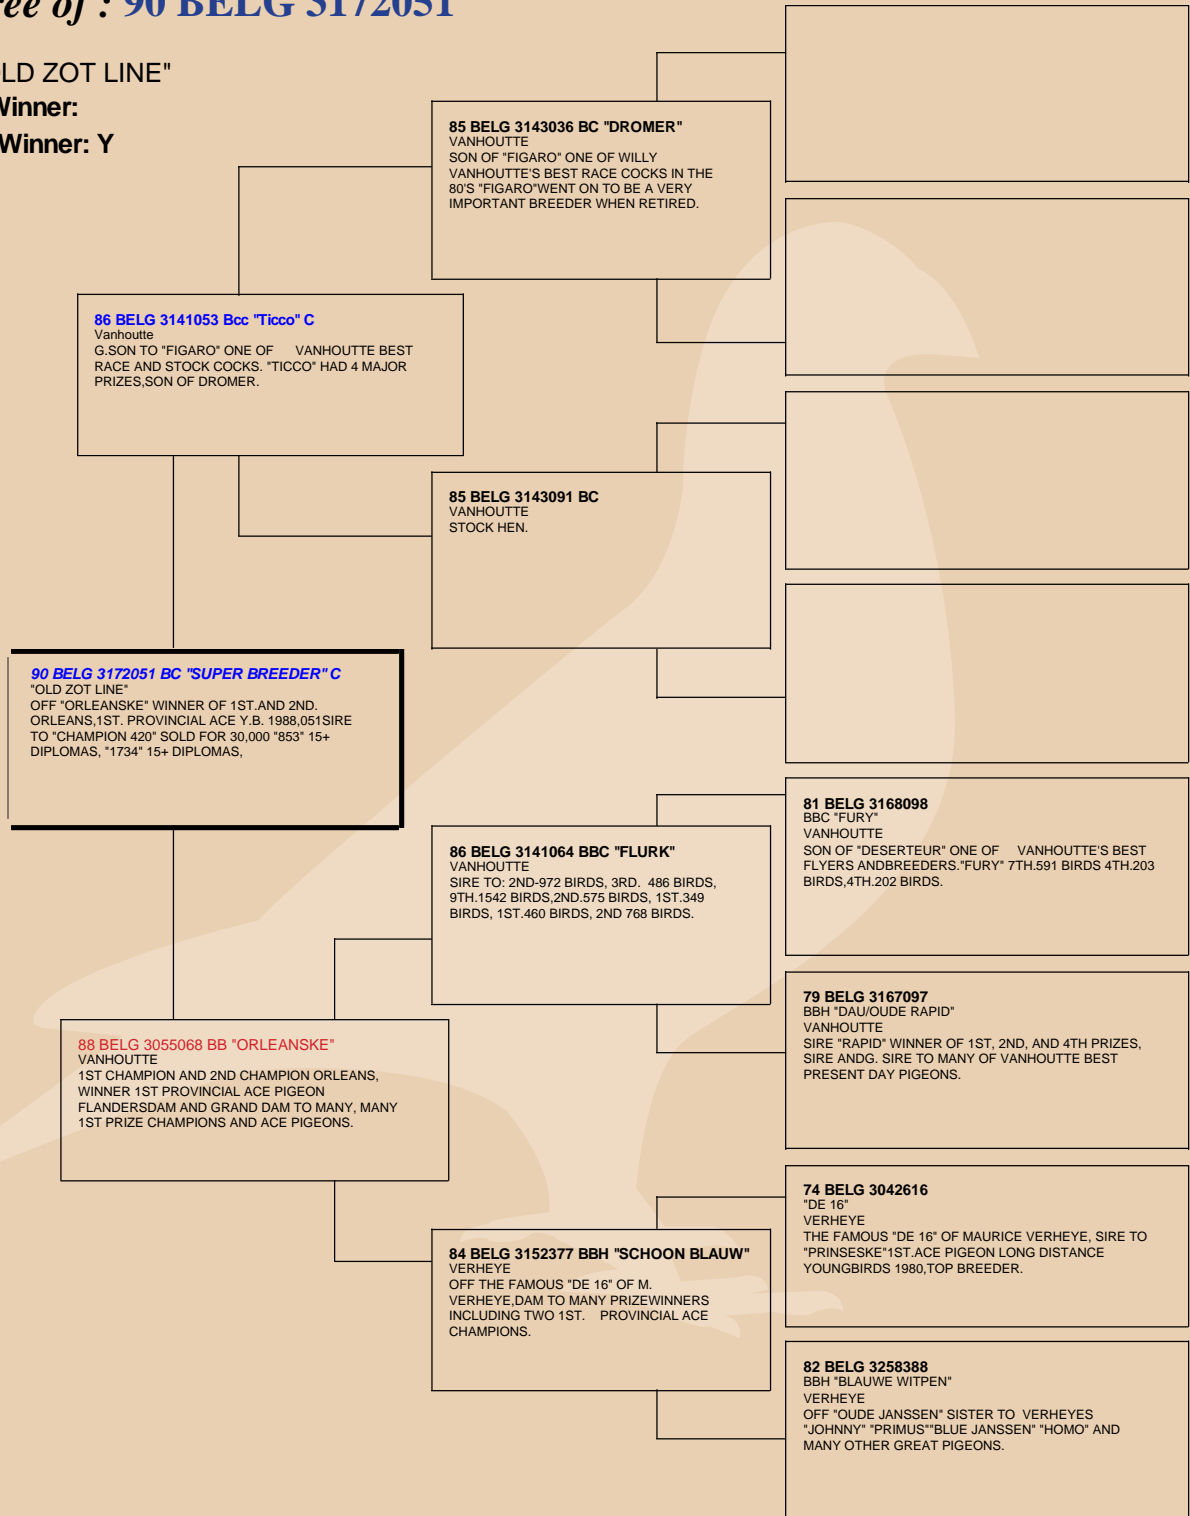 ree of : 90 BELG 3172051
LD ZOT LINE"
Winner:
Winner: Y
85 BELG 3143036 BC "DROMER"
VANHOUTTE
SON OF "FIGARO" ONE OF WILLY
VANHOUTTE'S BEST RACE COCKS IN THE
80'S "FIGARO"WENT ON TO BE A VERY
IMPORTANT BREEDER WHEN RETIRED.
86 BELG 3141053 Bcc "Ticco" C
Vanhoutte
G.SON TO "FIGARO" ONE OF VANHOUTTE BEST
RACE AND STOCK COCKS. "TICCO" HAD 4 MAJOR
PRIZES,SON OF DROMER.
85 BELG 3143091 BC
VANHOUTTE
STOCK HEN.
90 BELG 3172051 BC "SUPER BREEDER" C
"OLD ZOT LINE"
OFF "ORLEANSKE" WINNER OF 1ST.AND 2ND.
ORLEANS,1ST. PROVINCIAL ACE Y.B. 1988,051SIRE
TO "CHAMPION 420" SOLD FOR 30,000 "853" 15+
DIPLOMAS, "1734" 15+ DIPLOMAS,
86 BELG 3141064 BBC "FLURK"
VANHOUTTE
SIRE TO: 2ND-972 BIRDS, 3RD. 486 BIRDS,
9TH.1542 BIRDS,2ND.575 BIRDS, 1ST.349
BIRDS, 1ST.460 BIRDS, 2ND 768 BIRDS.
81 BELG 3168098
BBC "FURY"
VANHOUTTE
SON OF "DESERTEUR" ONE OF VANHOUTTE'S BEST
FLYERS ANDBREEDERS."FURY" 7TH.591 BIRDS 4TH.203
BIRDS,4TH.202 BIRDS.
79 BELG 3167097
BBH "DAU/OUDE RAPID"
VANHOUTTE
SIRE "RAPID" WINNER OF 1ST, 2ND, AND 4TH PRIZES,
SIRE ANDG. SIRE TO MANY OF VANHOUTTE BEST
PRESENT DAY PIGEONS.
88 BELG 3055068 BB "ORLEANSKE"
VANHOUTTE
1ST CHAMPION AND 2ND CHAMPION ORLEANS,
WINNER 1ST PROVINCIAL ACE PIGEON
FLANDERSDAM AND GRAND DAM TO MANY, MANY
1ST PRIZE CHAMPIONS AND ACE PIGEONS.
84 BELG 3152377 BBH "SCHOON BLAUW"
VERHEYE
OFF THE FAMOUS "DE 16" OF M.
VERHEYE,DAM TO MANY PRIZEWINNERS
INCLUDING TWO 1ST. PROVINCIAL ACE
CHAMPIONS.
74 BELG 3042616
"DE 16"
VERHEYE
THE FAMOUS "DE 16" OF MAURICE VERHEYE, SIRE TO
"PRINSESKE"1ST.ACE PIGEON LONG DISTANCE
YOUNGBIRDS 1980,TOP BREEDER.
82 BELG 3258388
BBH "BLAUWE WITPEN"
VERHEYE
OFF "OUDE JANSSEN" SISTER TO VERHEYES
"JOHNNY" "PRIMUS""BLUE JANSSEN" "HOMO" AND
MANY OTHER GREAT PIGEONS.